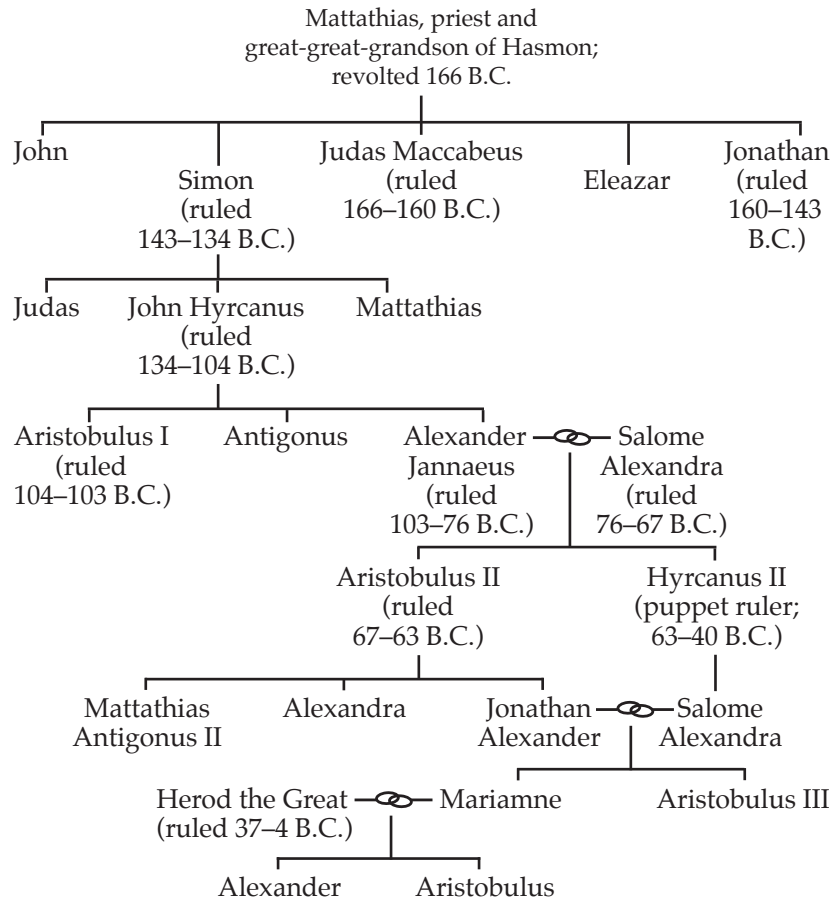 Mattathias, priest and
great-great-grandson of Hasmon;
revolted 166 B.C.
John
Simon
(ruled
143–134 B.C.)
Judas Maccabeus
(ruled
166–160 B.C.)
Eleazar
Jonathan
(ruled
160–143
B.C.)
Judas
John Hyrcanus
(ruled
134–104 B.C.)
Mattathias
Aristobulus I
(ruled
104–103 B.C.)
Antigonus
Alexander
Jannaeus
(ruled
103–76 B.C.)
Salome
Alexandra
(ruled
76–67 B.C.)
Aristobulus II
(ruled
67–63 B.C.)
Hyrcanus II
(puppet ruler;
63–40 B.C.)
Mattathias
Antigonus II
Alexandra
Jonathan
Alexander
Salome
Alexandra
Herod the Great
(ruled 37–4 B.C.)
Mariamne
Aristobulus III
Alexander
Aristobulus